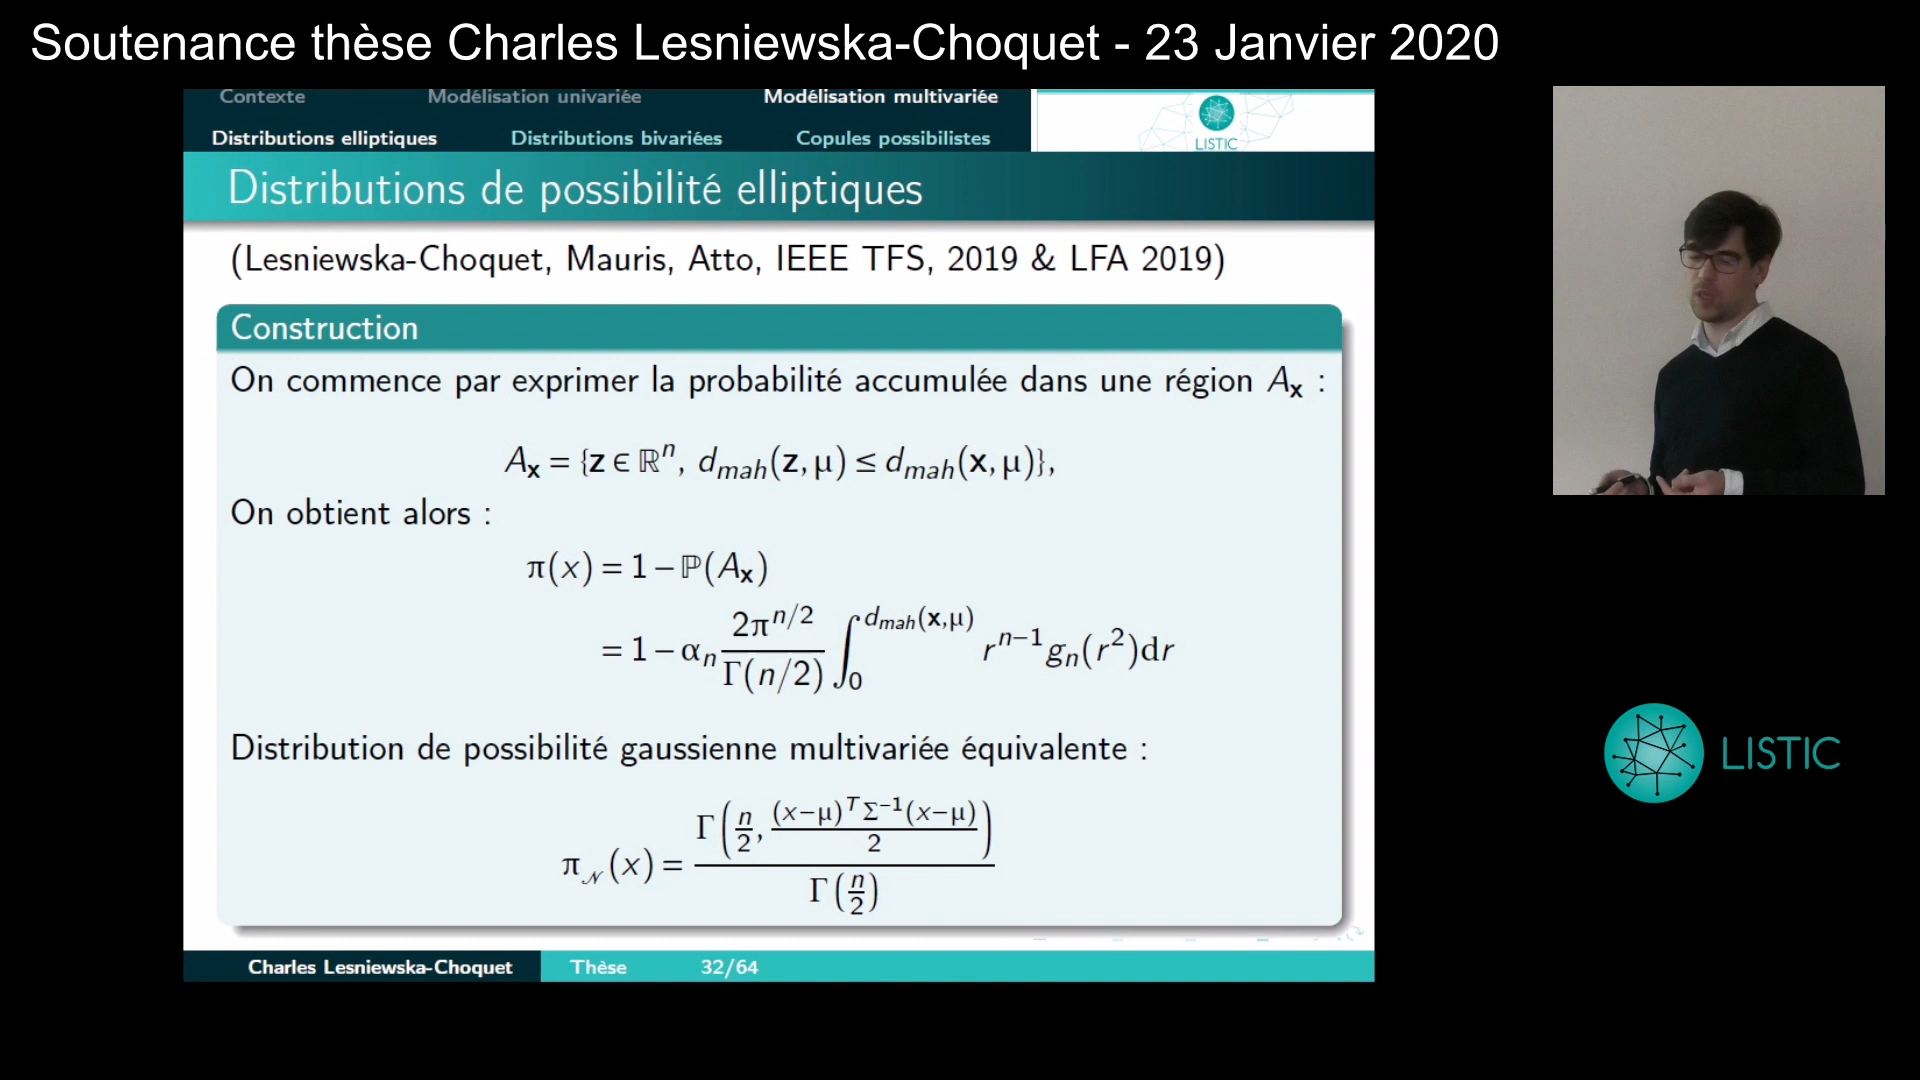 Soutenance thèse Charles Lesniewska-Choquet - 23 Janvier 2020
Contexte Modélisation univariée Modélisation multivariée
Distributions elliptiques Distributions bivariées Copules possibilistes
LISTIC
Distributions de possibilité elliptiques
(Lesniewska-Choquet, Mauris, Atto, IEEE TFS, 2019 & LFA 2019)
Construction
On commence par exprimer la probabilité accumulée dans une région A_x :
A_x = {z ∈ ℝ^n, d_mah(z, μ) ≤ d_mah(x, μ)},
On obtient alors :
π(x) = 1 − ℙ(A_x)
= 1 − α_n 2π^{n/2} / Γ(n/2) ∫_0^{d_mah(x,μ)} r^{n−1} g_n(r^2)dr
Distribution de possibilité gaussienne multivariée équivalente :
π_𝒩(x) = Γ(n/2, (x−μ)^T Σ^{−1}(x−μ) / 2) / Γ(n/2)
Charles Lesniewska-Choquet Thèse 32/64
LISTIC